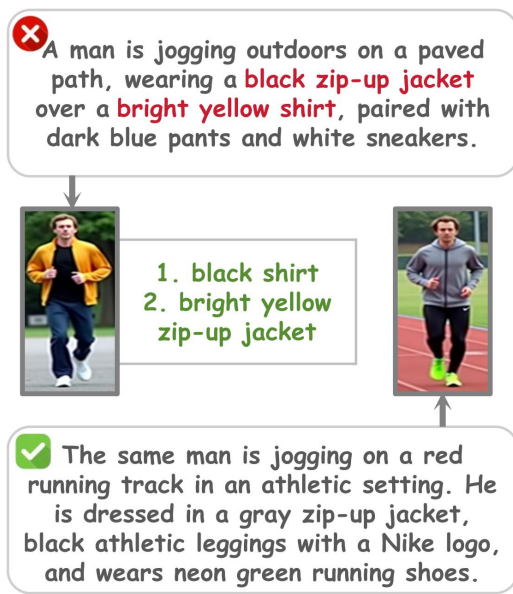 A man is jogging outdoors on a paved
path, wearing a black zip-up jacket
over a bright yellow shirt, paired with
dark blue pants and white sneakers.
1. black shirt
2. bright yellow
zip-up jacket
The same man is jogging on a red
running track in an athletic setting. He
is dressed in a gray zip-up jacket,
black athletic leggings with a Nike logo,
and wears neon green running shoes.